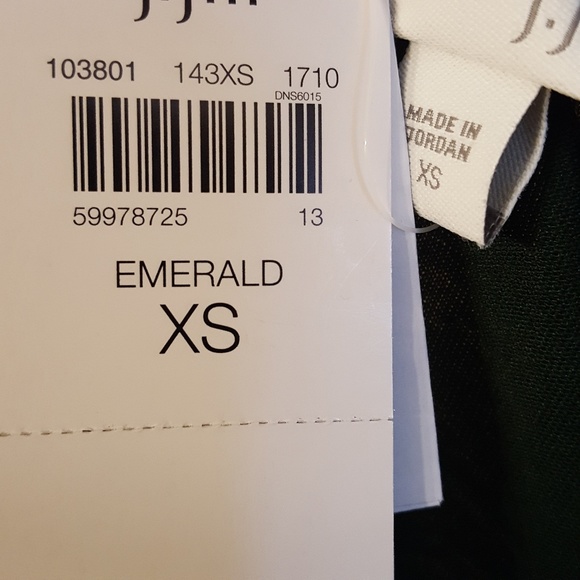 103801 143XS 1710
DNS6015
59978725 13
EMERALD
XS
MADE IN
JORDAN
XS